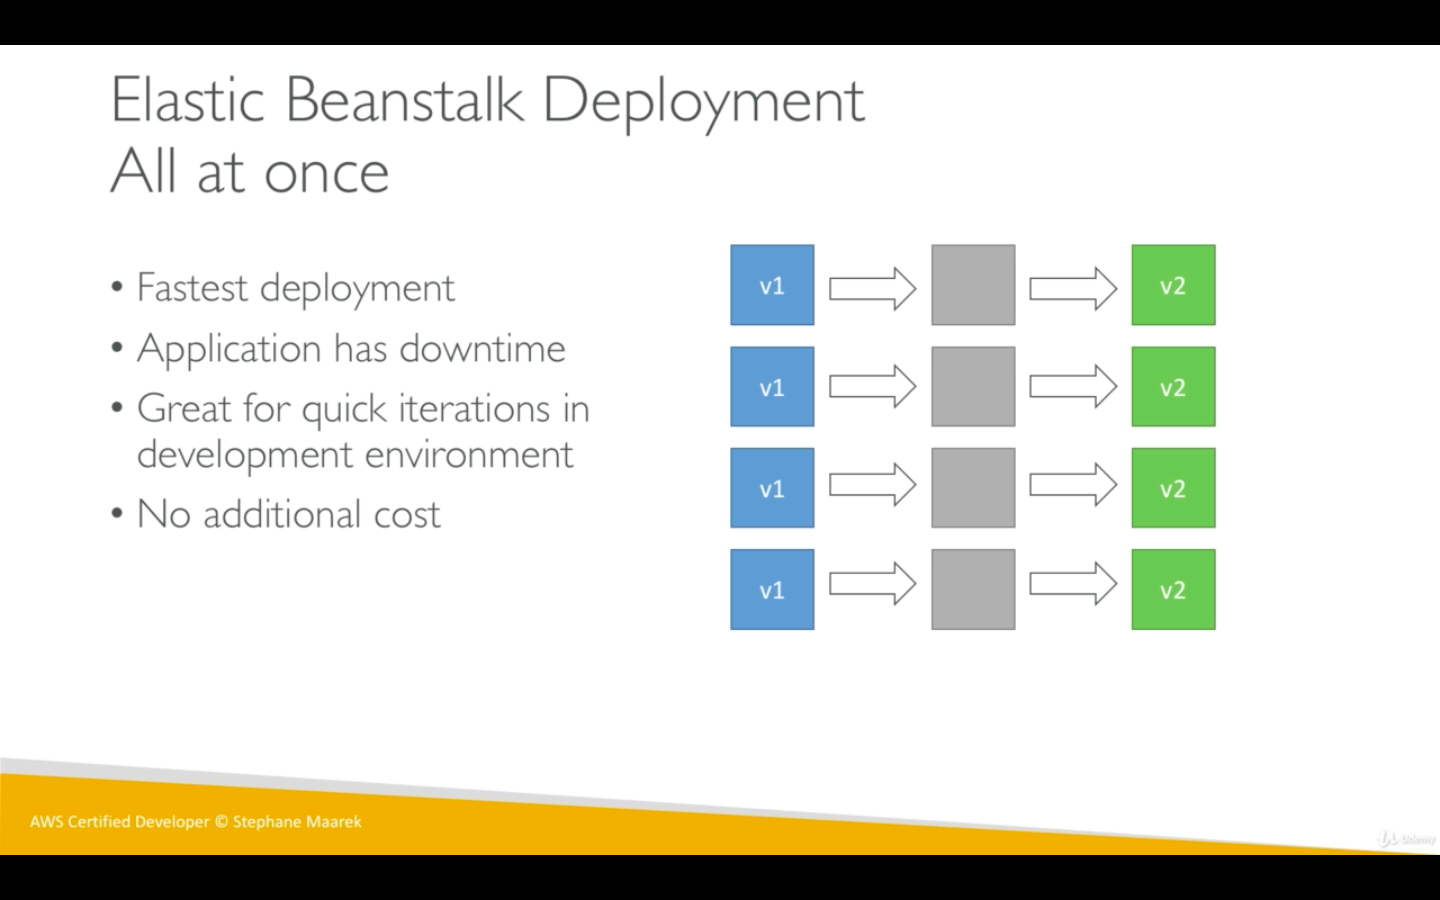 Elastic Beanstalk Deployment
All at once
• Fastest deployment
• Application has downtime
• Great for quick iterations in
development environment
• No additional cost
v1 v2
v1 v2
v1 v2
v1 v2
AWS Certified Developer © Stephane Maarek
Udemy